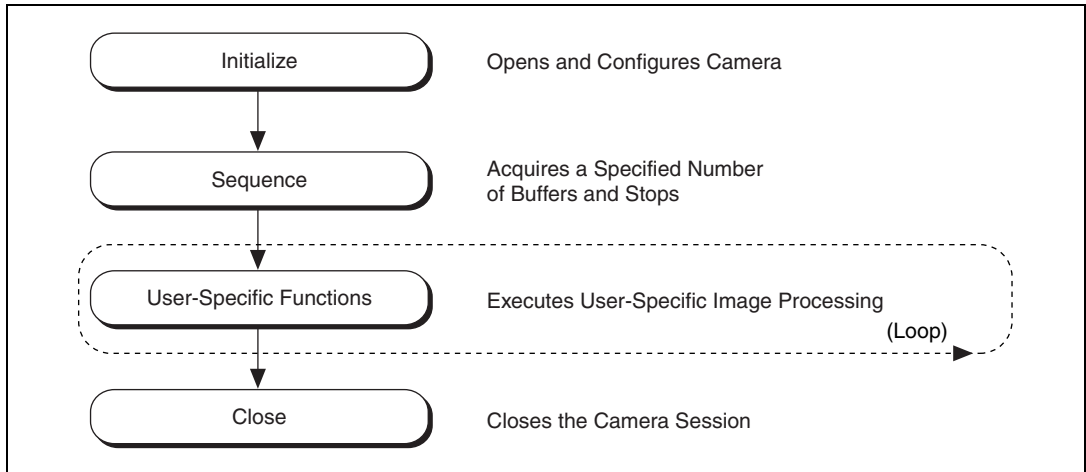 Initialize
Opens and Configures Camera
Sequence
Acquires a Specified Number
of Buffers and Stops
User-Specific Functions
Executes User-Specific Image Processing
(Loop)
Close
Closes the Camera Session